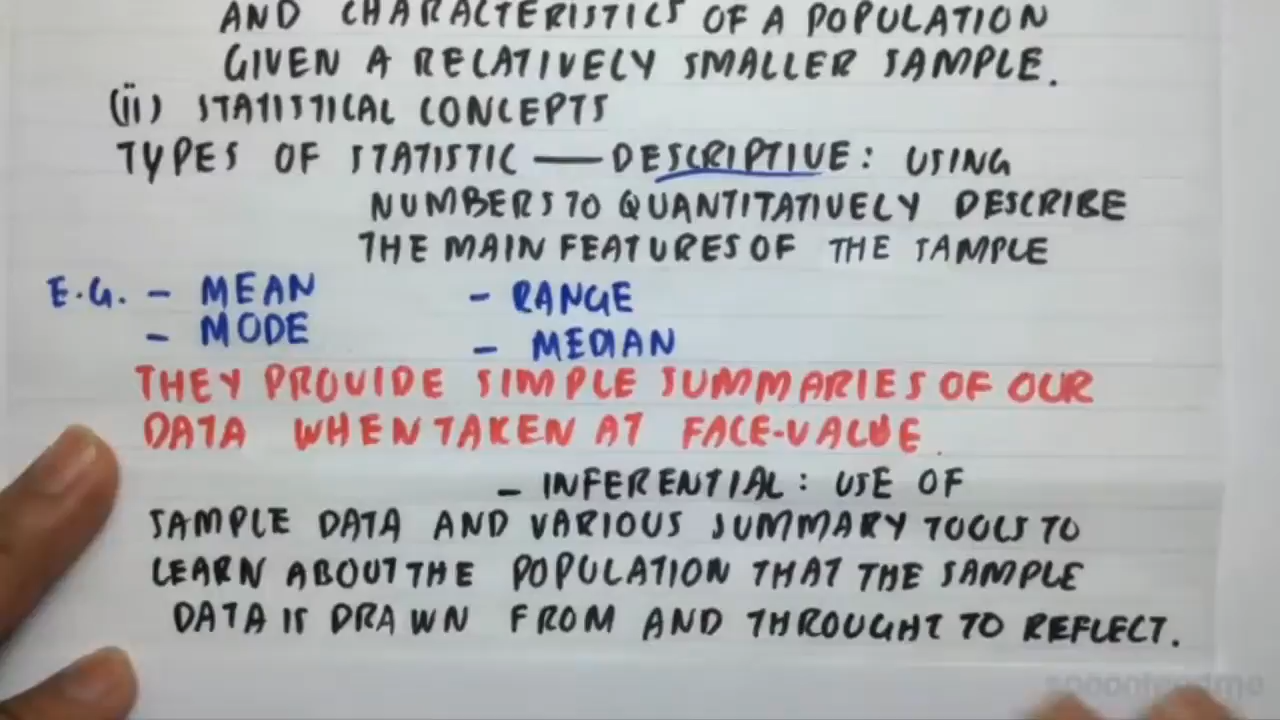 AND CHARACTERISTICS OF A POPULATION
GIVEN A RELATIVELY SMALLER SAMPLE.
(ii) STATISTICAL CONCEPTS
TYPES OF STATISTIC — DESCRIPTIVE: USING
NUMBERS TO QUANTITATIVELY DESCRIBE
THE MAIN FEATURES OF THE SAMPLE
E.G. - MEAN - RANGE
- MODE - MEDIAN
THEY PROVIDE SIMPLE SUMMARIES OF OUR
DATA WHEN TAKEN AT FACE-VALUE.
- INFERENTIAL: USE OF
SAMPLE DATA AND VARIOUS SUMMARY TOOLS TO
LEARN ABOUT THE POPULATION THAT THE SAMPLE
DATA IS DRAWN FROM AND THROUGHT TO REFLECT.